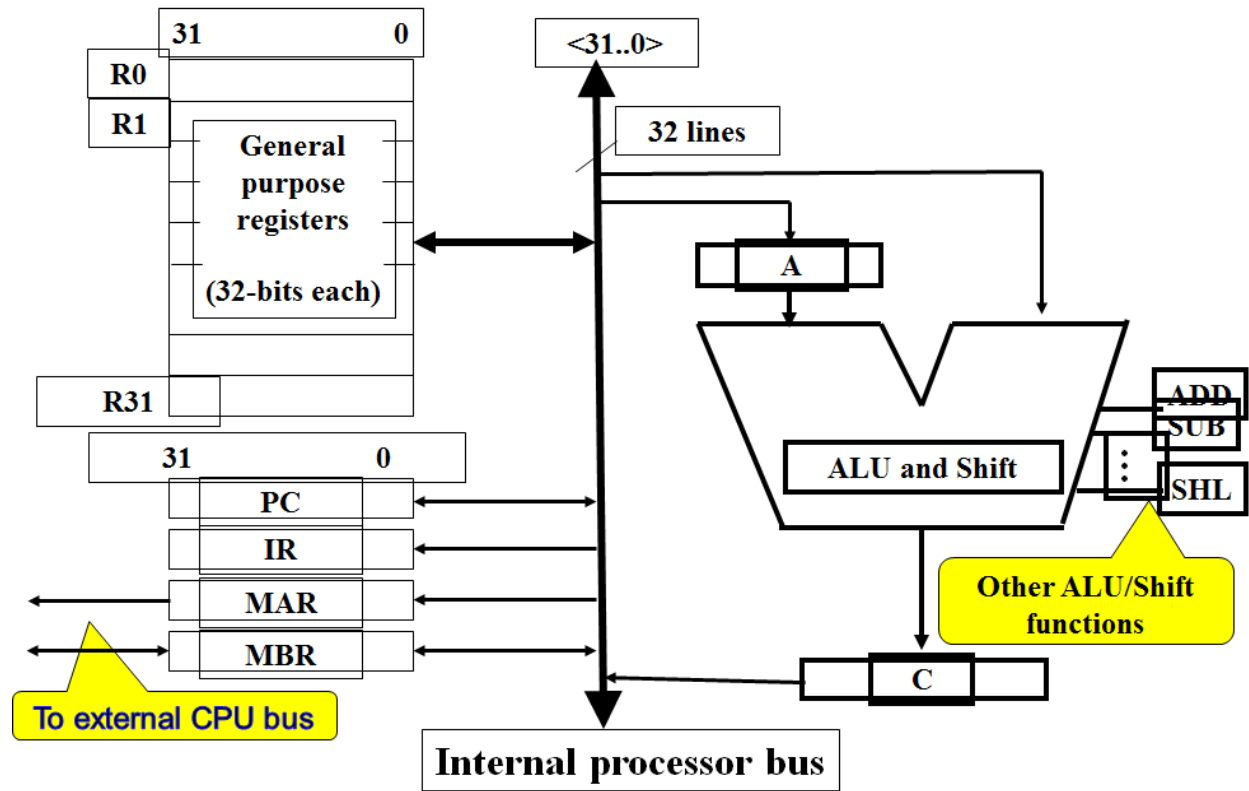 31 0
<31..0>
R0
R1
32 lines
General
purpose
registers
(32-bits each)
A
R31
31 0
ADD
SUB
⋮
SHL
ALU and Shift
PC
IR
MAR
MBR
Other ALU/Shift
functions
C
To external CPU bus
Internal processor bus